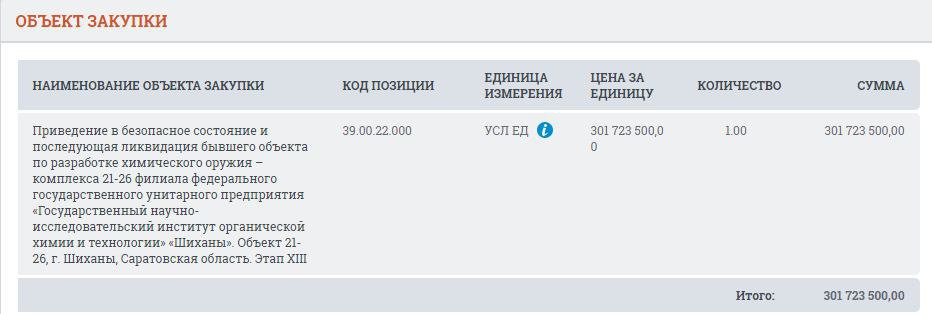 ОБЪЕКТ ЗАКУПКИ
НАИМЕНОВАНИЕ ОБЪЕКТА ЗАКУПКИ
КОД ПОЗИЦИИ
ЕДИНИЦА
ИЗМЕРЕНИЯ
ЦЕНА ЗА
ЕДИНИЦУ
КОЛИЧЕСТВО
СУММА
Приведение в безопасное состояние и
последующая ликвидация бывшего объекта
по разработке химического оружия –
комплекса 21-26 филиала федерального
государственного унитарного предприятия
«Государственный научно-
исследовательский институт органической
химии и технологии» «Шиханы». Объект 21-
26, г. Шиханы, Саратовская область. Этап XIII
39.00.22.000
УСЛ ЕД i
301 723 500,0
0
1.00
301 723 500,00
Итого: 301 723 500,00